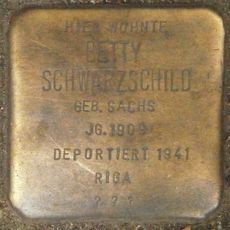 HIER WOHNTE
BETTY
SCHWARZSCHILD
GEB. SACHS
JG. 1909
DEPORTIERT 1941
RIGA
? ? ?